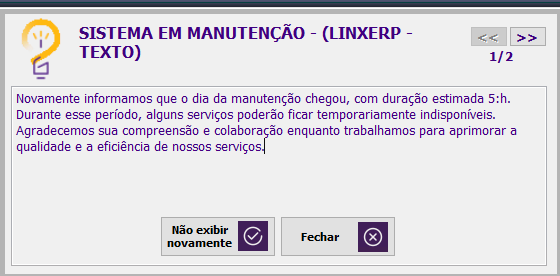 SISTEMA EM MANUTENÇÃO - (LINXERP -
TEXTO)
<< >>
1/2
Novamente informamos que o dia da manutenção chegou, com duração estimada 5:h.
Durante esse período, alguns serviços poderão ficar temporariamente indisponíveis.
Agradecemos sua compreensão e colaboração enquanto trabalhamos para aprimorar a
qualidade e a eficiência de nossos serviços.
Não exibir
novamente
Fechar